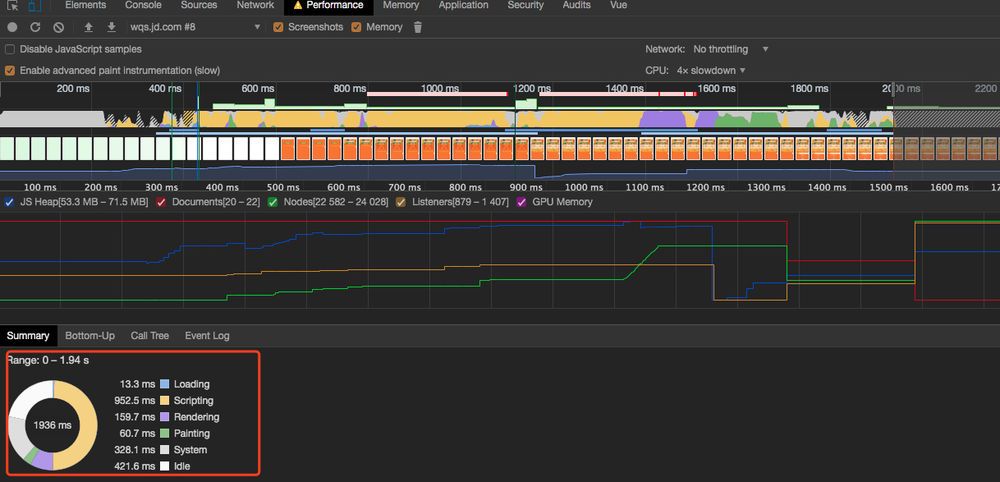 Elements Console Sources Network Performance Memory Application Security Audits Vue
wqs.jd.com #8 Screenshots Memory
Disable JavaScript samples Network: No throttling
Enable advanced paint instrumentation (slow) CPU: 4× slowdown
200 ms 400 ms 600 ms 800 ms 1000 ms 1200 ms 1400 ms 1600 ms 1800 ms 2000 ms 2200
100 ms 200 ms 300 ms 400 ms 500 ms 600 ms 700 ms 800 ms 900 ms 1000 ms 1100 ms 1200 ms 1300 ms 1400 ms 1500 ms 1600 ms
JS Heap[53.3 MB – 71.5 MB] Documents[20 – 22] Nodes[22 582 – 24 028] Listeners[879 – 1 407] GPU Memory
Summary Bottom-Up Call Tree Event Log
Range: 0 – 1.94 s
13.3 ms Loading
952.5 ms Scripting
159.7 ms Rendering
1936 ms
60.7 ms Painting
328.1 ms System
421.6 ms Idle